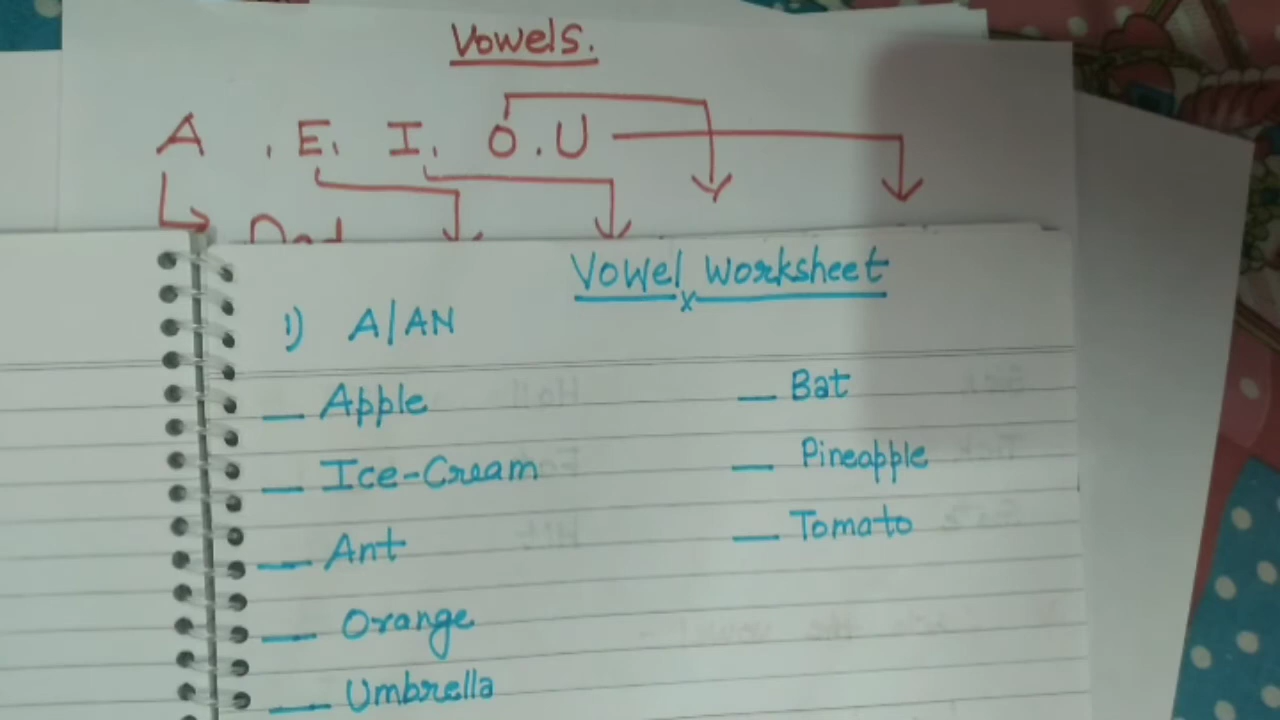 Vowels.
A , E, I, O, U
Vowel Worksheet
1) A/AN
__ Apple __ Bat
__ Ice-Cream __ Pineapple
__ Ant __ Tomato
__ Orange
__ Umbrella